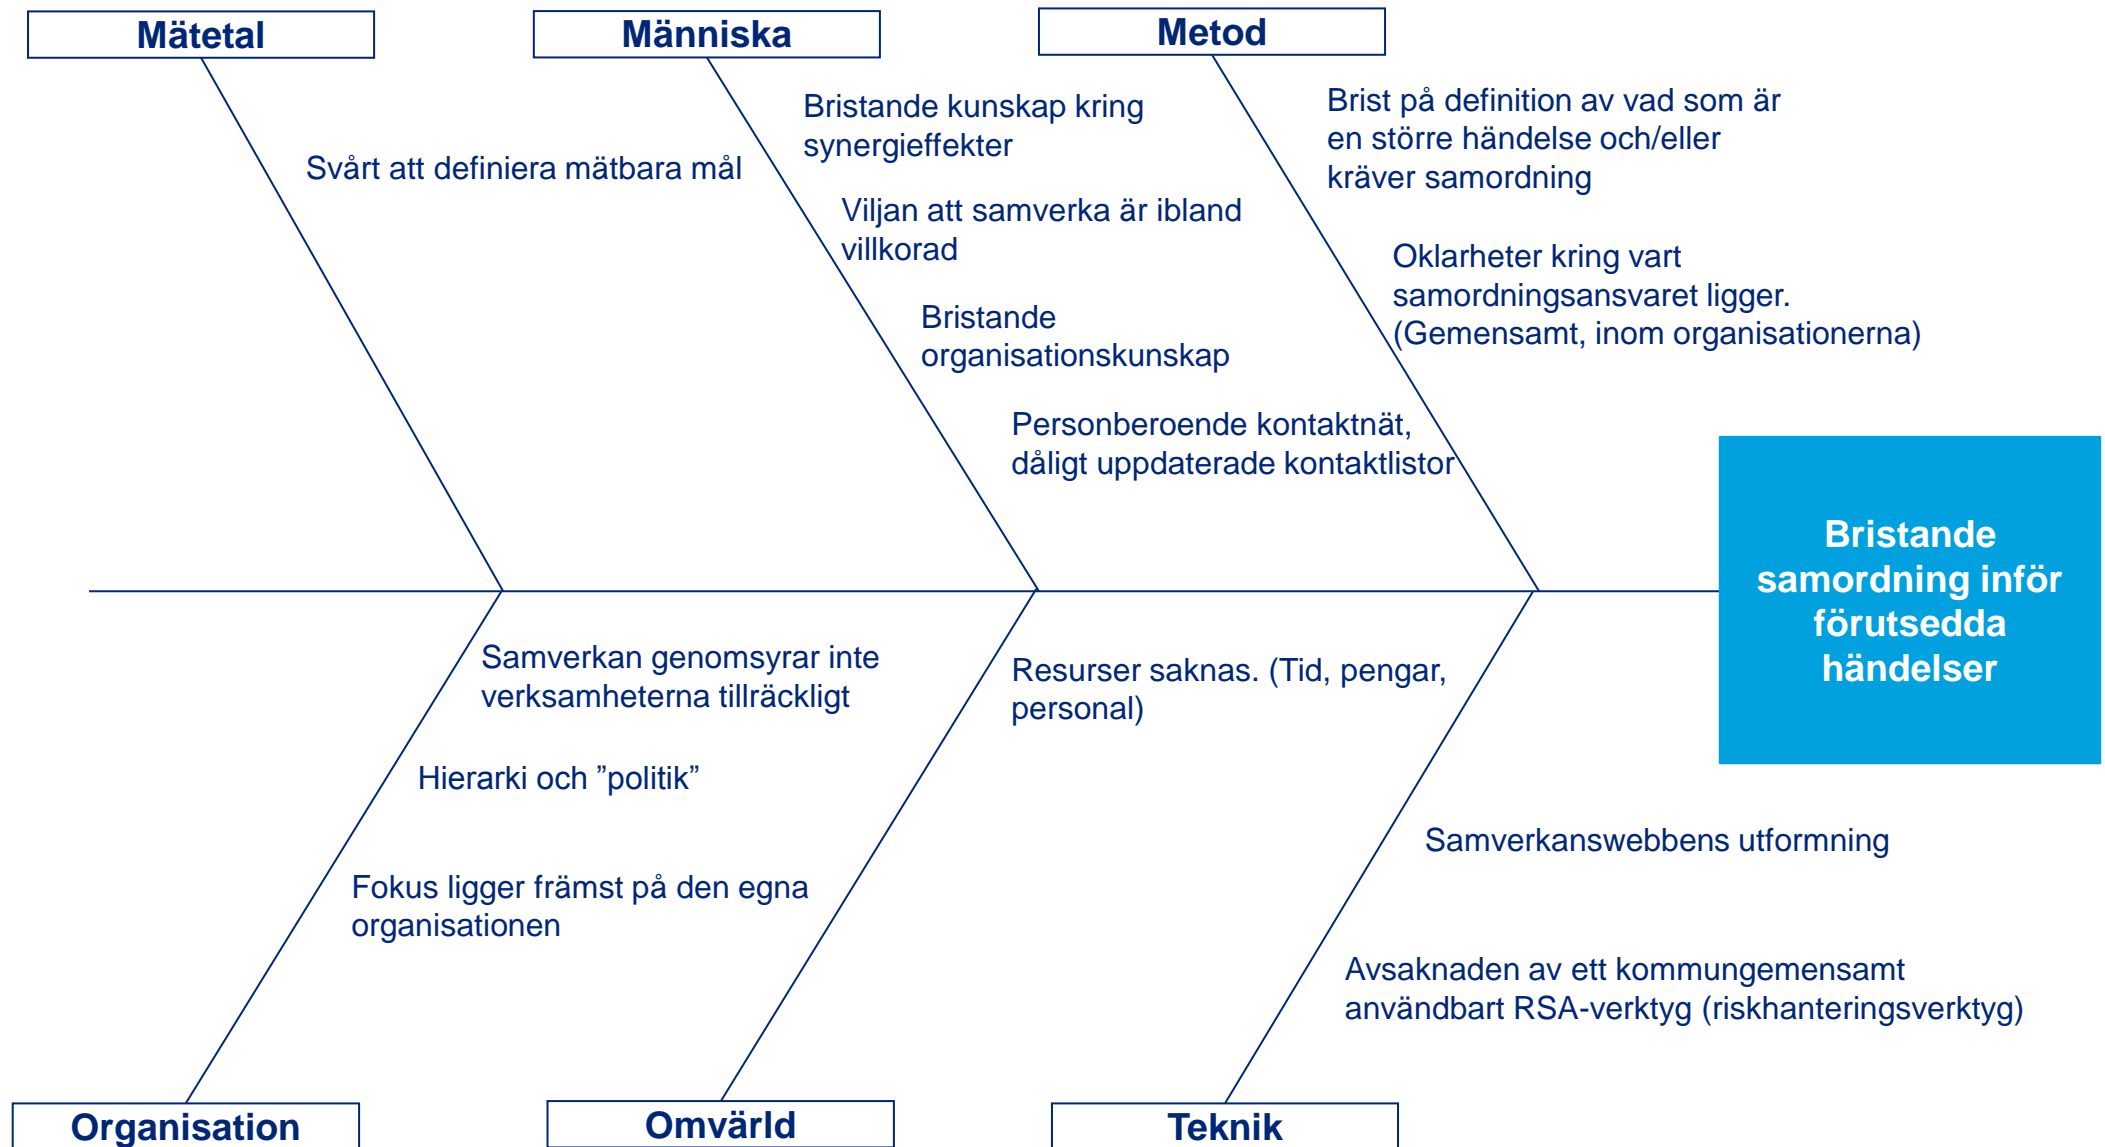 Mätetal
Människa
Metod
Svårt att definiera mätbara mål
Bristande kunskap kring
synergieffekter
Viljan att samverka är ibland
villkorad
Bristande
organisationskunskap
Personberoende kontaktnät,
dåligt uppdaterade kontaktlistor
Brist på definition av vad som är
en större händelse och/eller
kräver samordning
Oklarheter kring vart
samordningsansvaret ligger.
(Gemensamt, inom organisationerna)
Bristande
samordning inför
förutsedda
händelser
Samverkan genomsyrar inte
verksamheterna tillräckligt
Hierarki och ”politik”
Fokus ligger främst på den egna
organisationen
Resurser saknas. (Tid, pengar,
personal)
Samverkanswebbens utformning
Avsaknaden av ett kommungemensamt
användbart RSA-verktyg (riskhanteringsverktyg)
Organisation
Omvärld
Teknik